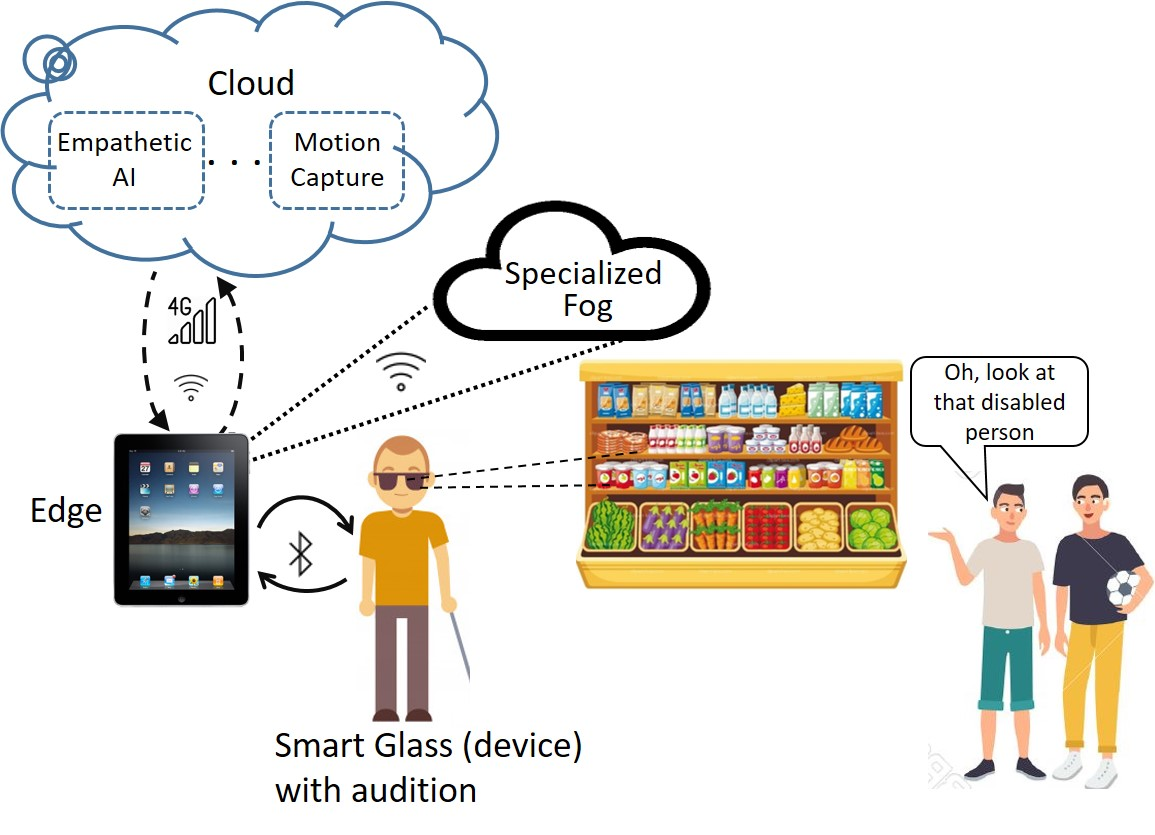 Cloud
Empathetic
AI
. . .
Motion
Capture
Specialized
Fog
4G
Oh, look at
that disabled
person
Edge
27
Smart Glass (device)
with audition